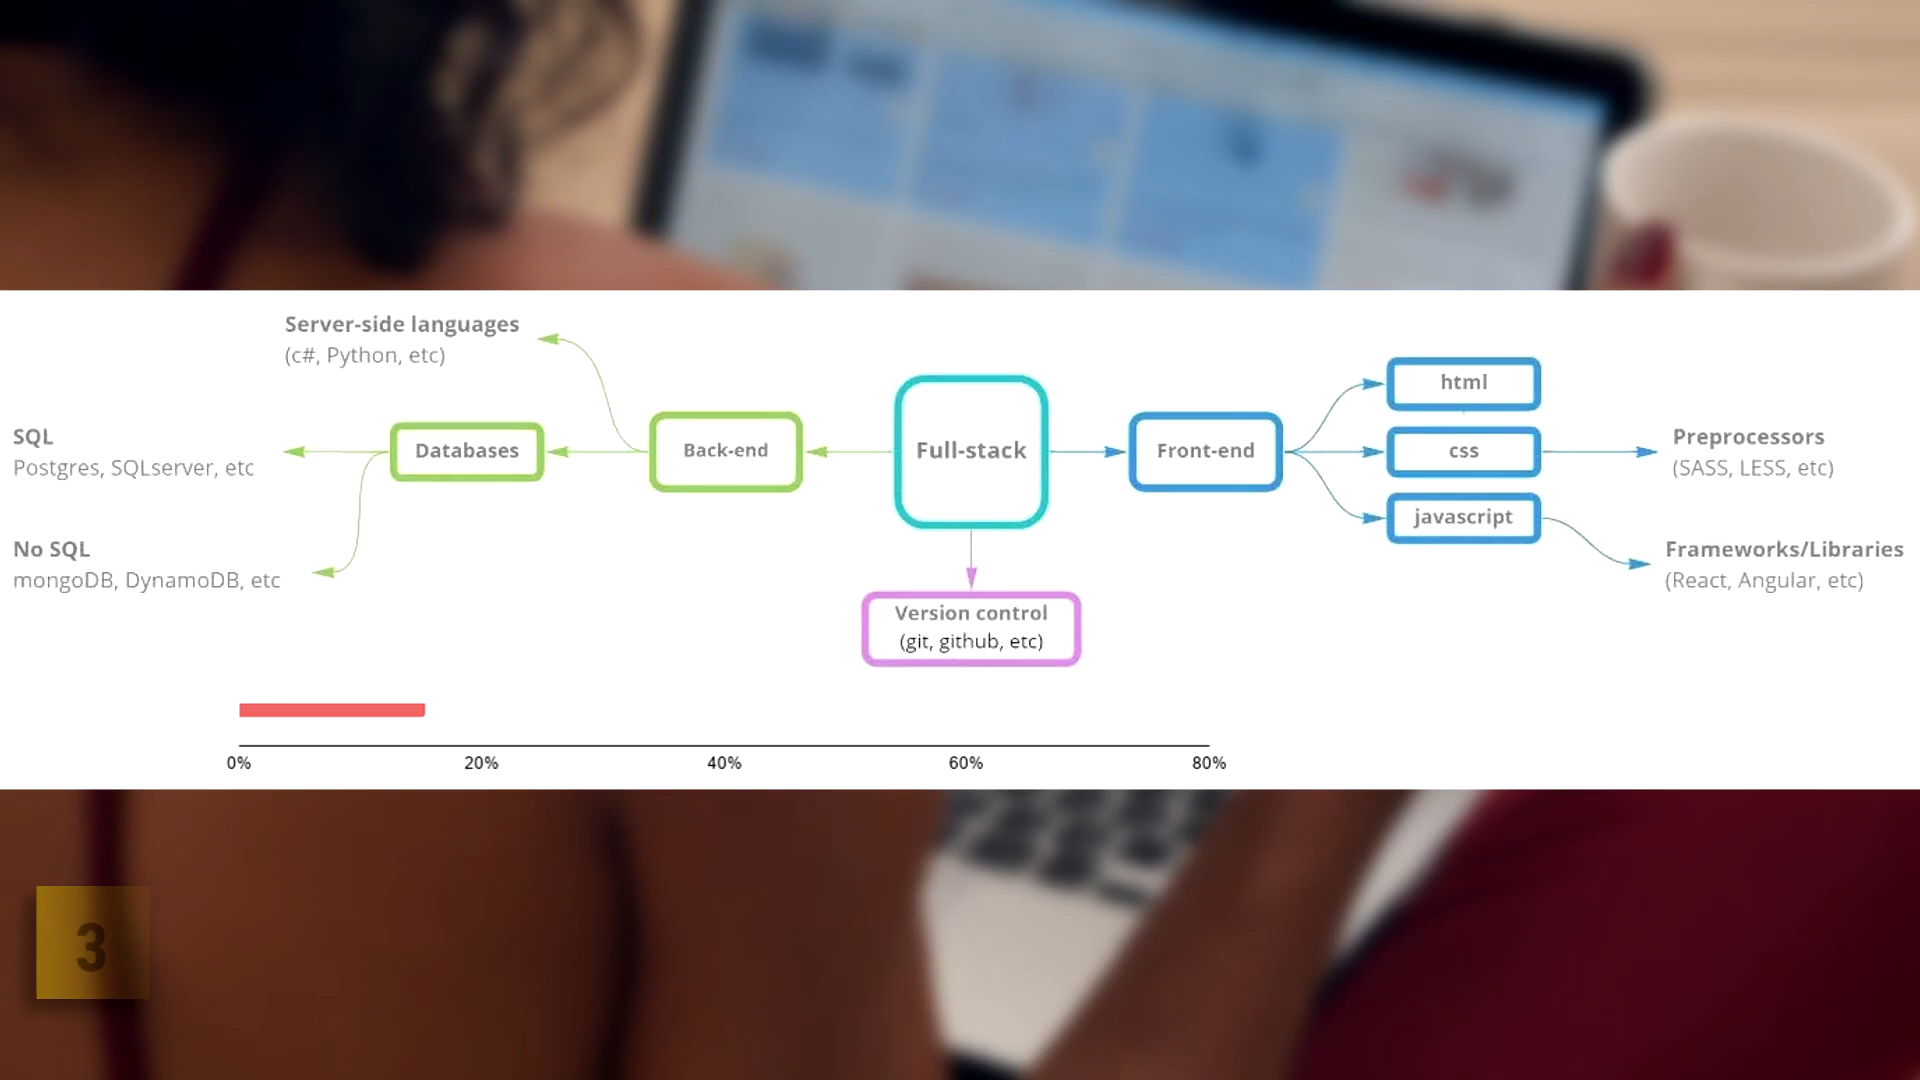 Server-side languages
(c#, Python, etc)
SQL
Postgres, SQLserver, etc
No SQL
mongoDB, DynamoDB, etc
Databases
Back-end
Full-stack
Version control
(git, github, etc)
Front-end
html
css
javascript
Preprocessors
(SASS, LESS, etc)
Frameworks/Libraries
(React, Angular, etc)
0% 20% 40% 60% 80%
3